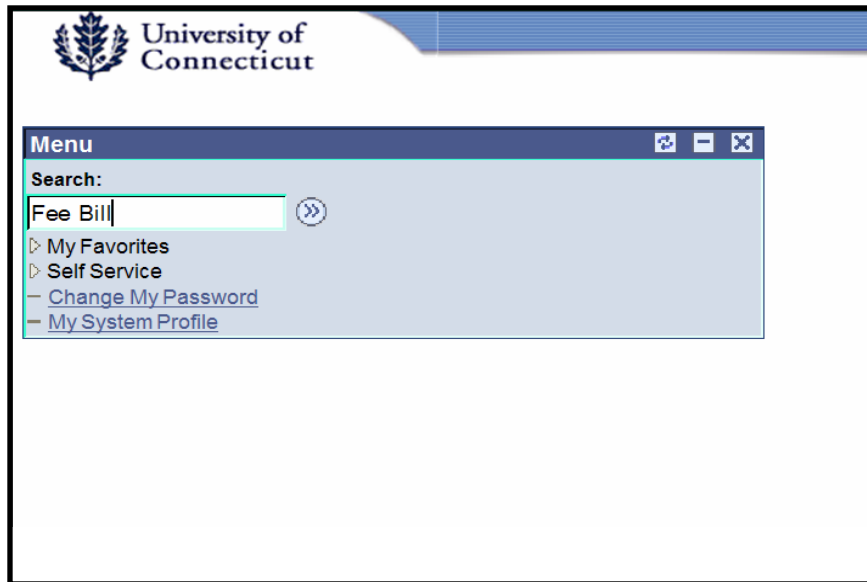 University of
Connecticut
Menu
Search:
Fee Bill
My Favorites
Self Service
Change My Password
My System Profile